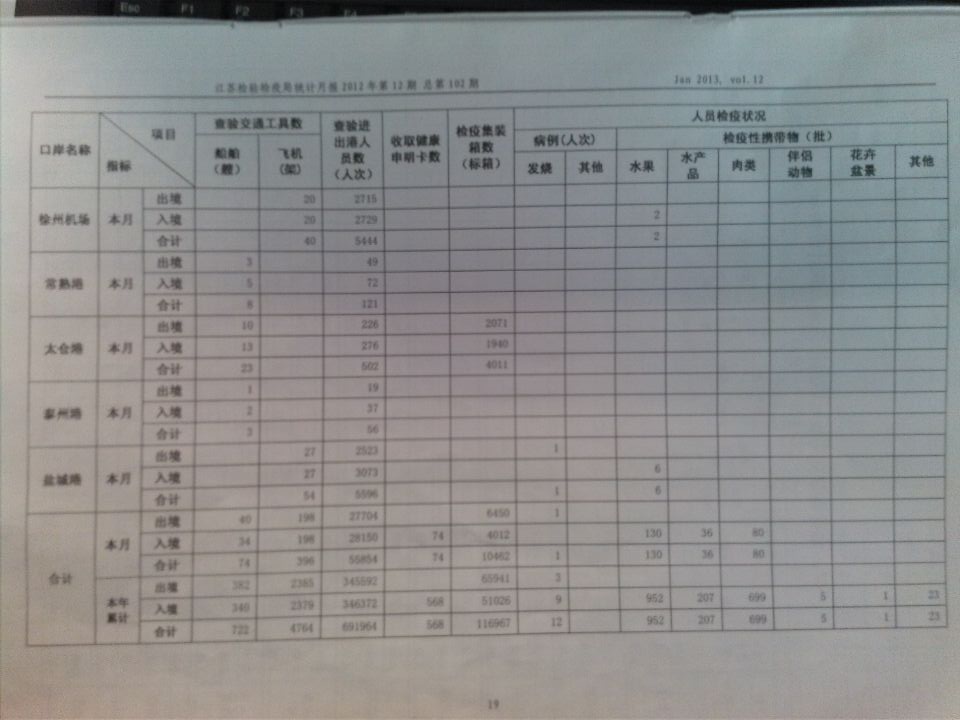 Esc F1 F2 F3 F4
江苏检验检疫局统计月报 2012 年第 12 期 总第 102 期 Jan 2013, vol.12
口岸名称 项目 指标 查验交通工具数 查验进出港人员数（人次） 收取健康申明卡数 检疫集装箱数（标箱） 人员检疫状况
船舶（艘） 飞机（架） 病例(人次) 检疫性携带物（批）
发烧 其他 水果 水产品 肉类 伴侣动物 花卉盆景 其他
徐州机场 本月 出境 20 2715
入境 20 2729 2
合计 40 5444 2
常熟港 本月 出境 3 49
入境 5 72
合计 8 121
太仓港 本月 出境 10 226 2071
入境 13 276 1940
合计 23 502 4011
泰州港 本月 出境 1 19
入境 2 37
合计 3 56
盐城港 本月 出境 27 2523 1
入境 27 3073 6
合计 54 5596 1 6
合计 本月 出境 40 198 27704 6450 1
入境 34 198 28150 74 4012 130 36 80
合计 74 396 55854 74 10462 1 130 36 80
本年累计 出境 382 2385 345592 65941 3
入境 340 2379 346372 568 51026 9 952 207 699 5 1 23
合计 722 4764 691964 568 116967 12 952 207 699 5 1 23
19